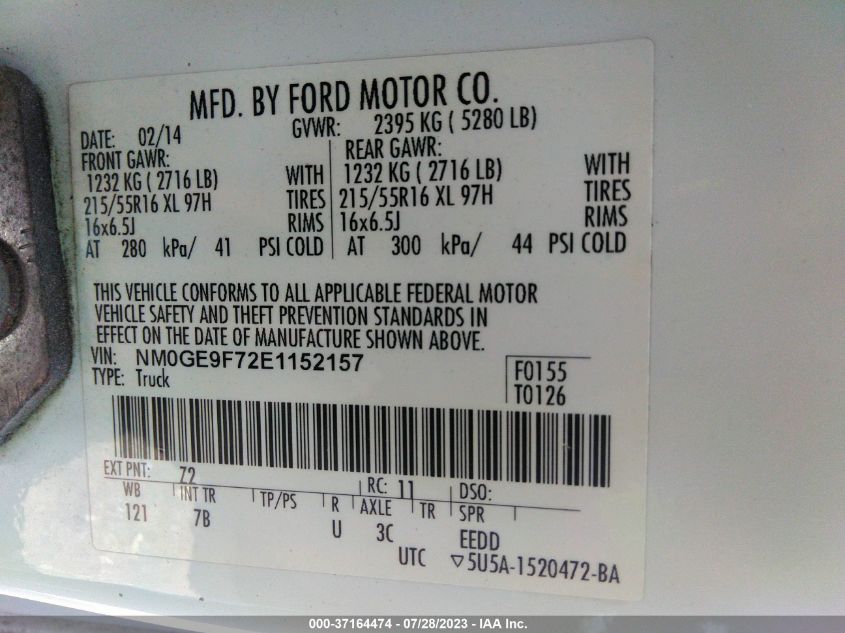 MFD. BY FORD MOTOR CO.
DATE: 02/14 GVWR: 2395 KG ( 5280 LB)
FRONT GAWR: REAR GAWR:
1232 KG ( 2716 LB) WITH 1232 KG ( 2716 LB) WITH
215/55R16 XL 97H TIRES 215/55R16 XL 97H TIRES
16x6.5J RIMS 16x6.5J RIMS
AT 280 kPa/ 41 PSI COLD AT 300 kPa/ 44 PSI COLD
THIS VEHICLE CONFORMS TO ALL APPLICABLE FEDERAL MOTOR
VEHICLE SAFETY AND THEFT PREVENTION STANDARDS IN
EFFECT ON THE DATE OF MANUFACTURE SHOWN ABOVE.
VIN: NM0GE9F72E1152157 F0155
TYPE: Truck T0126
EXT PNT: Z2 RC: 11 DSO:
WB INT TR TP/PS R AXLE TR SPR
121 7B U 3C EEDD
UTC ▽5U5A-1520472-BA
000-37164474 / 07/28/2023 - IAA Inc.